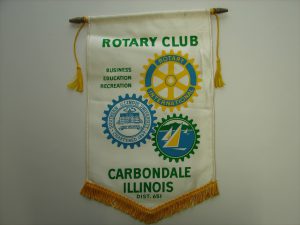 ROTARY CLUB
BUSINESS
EDUCATION
RECREATION
ROTARY
INTERNATIONAL
CARBONDALE
ILLINOIS
DIST. 651